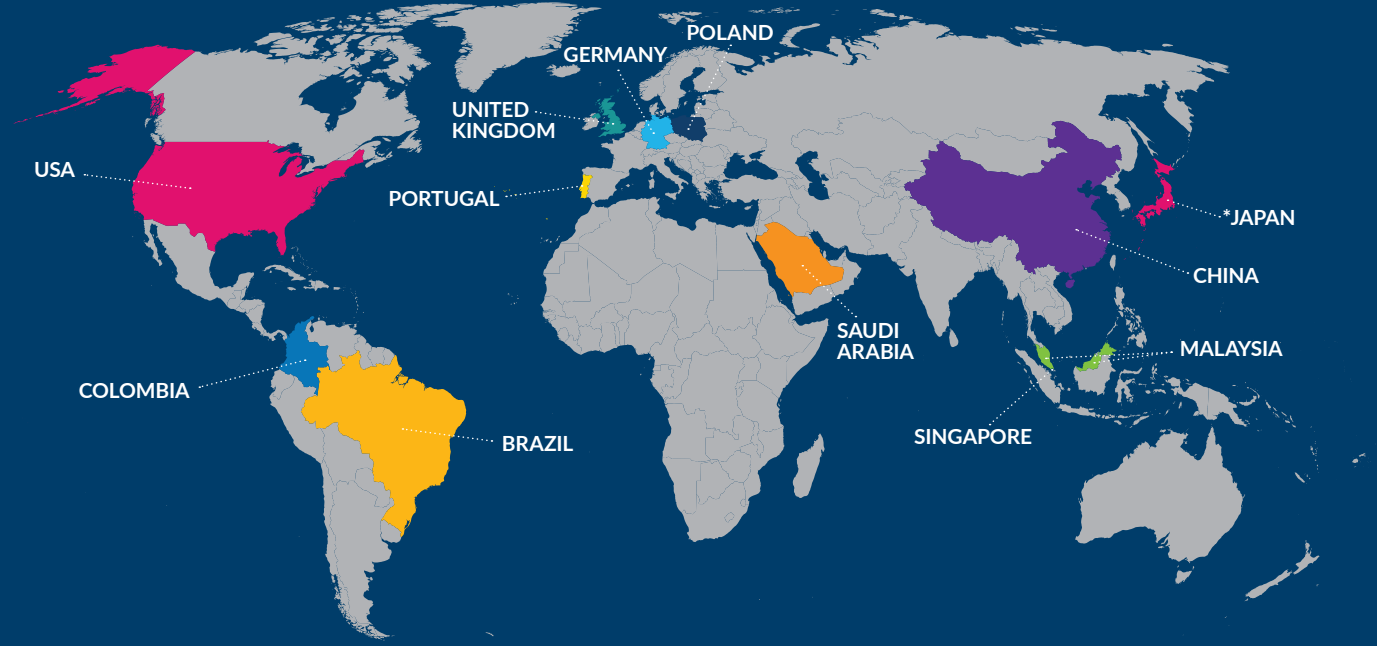 POLAND
GERMANY
UNITED
KINGDOM
USA
PORTUGAL
*JAPAN
CHINA
SAUDI
ARABIA
MALAYSIA
COLOMBIA
SINGAPORE
BRAZIL